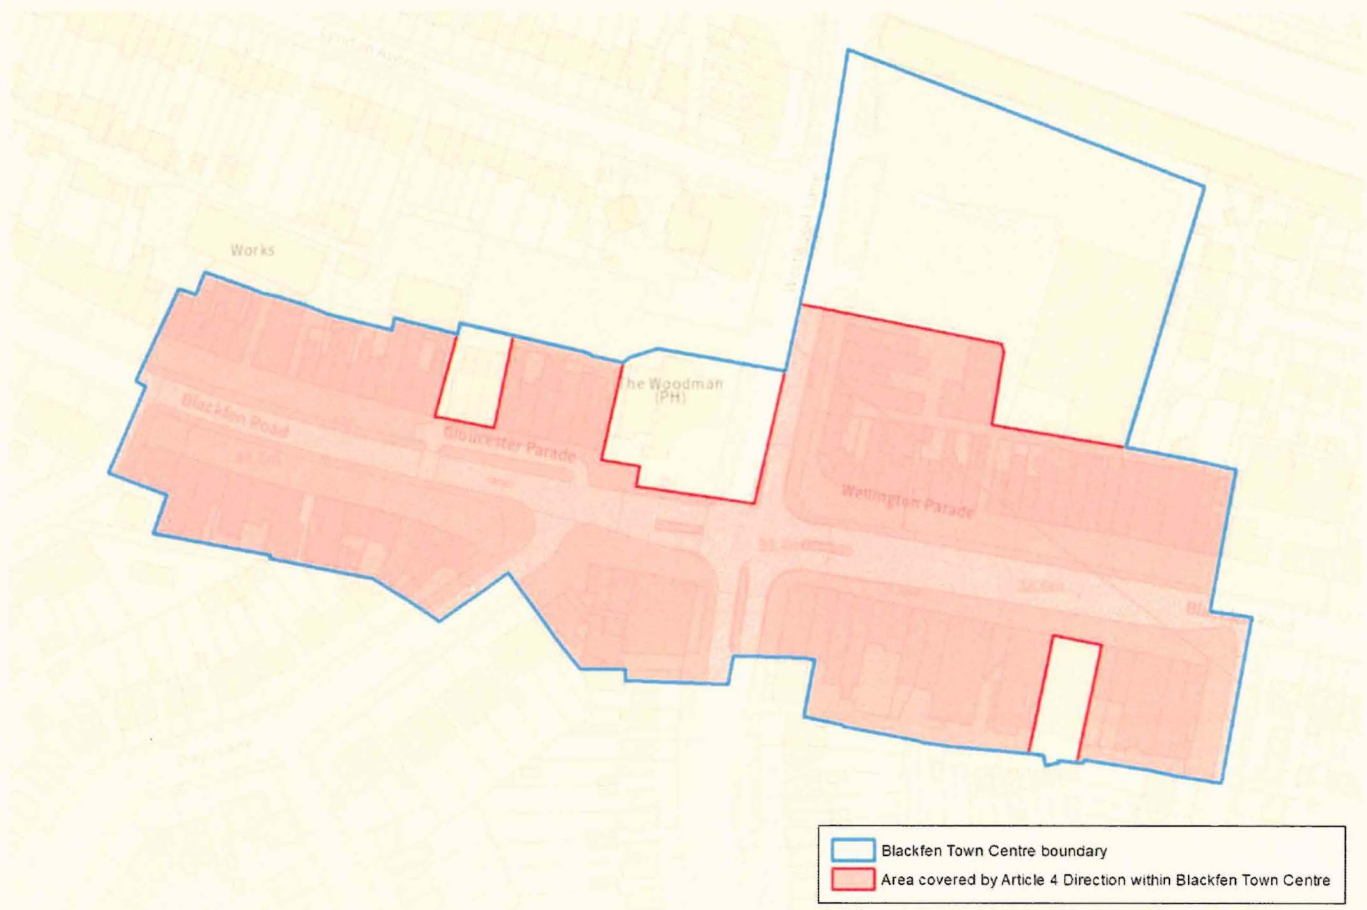 Works
The Woodman
(PH)
Blackfen Road
Gloucester Parade
Wellington Parade
Blackfen Town Centre boundary
Area covered by Article 4 Direction within Blackfen Town Centre